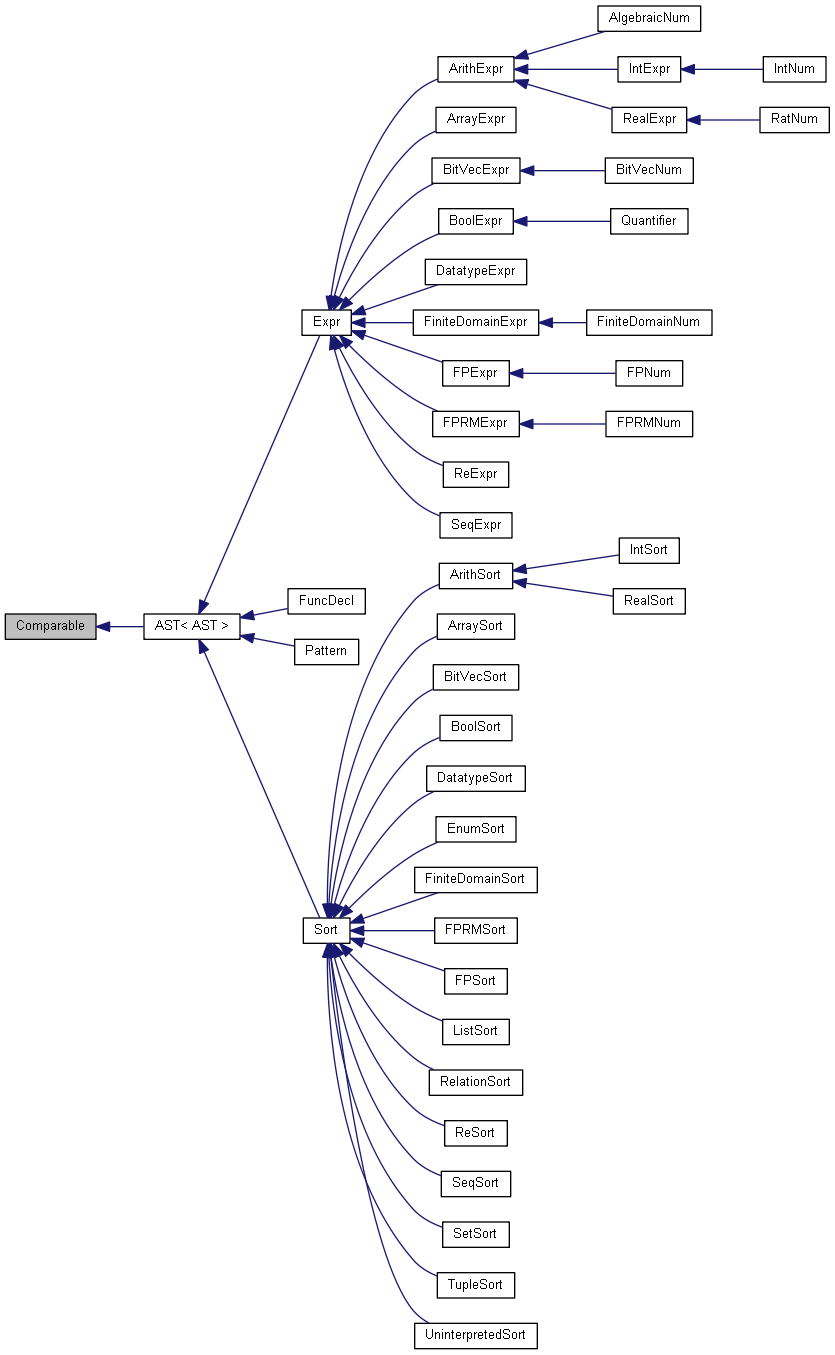 AlgebraicNum
ArithExpr
IntExpr
IntNum
RealExpr
RatNum
ArrayExpr
BitVecExpr
BitVecNum
BoolExpr
Quantifier
DatatypeExpr
Expr
FiniteDomainExpr
FiniteDomainNum
FPExpr
FPNum
FPRMExpr
FPRMNum
ReExpr
SeqExpr
IntSort
ArithSort
RealSort
FuncDecl
Comparable
AST< AST >
ArraySort
Pattern
BitVecSort
BoolSort
DatatypeSort
EnumSort
FiniteDomainSort
Sort
FPRMSort
FPSort
ListSort
RelationSort
ReSort
SeqSort
SetSort
TupleSort
UninterpretedSort